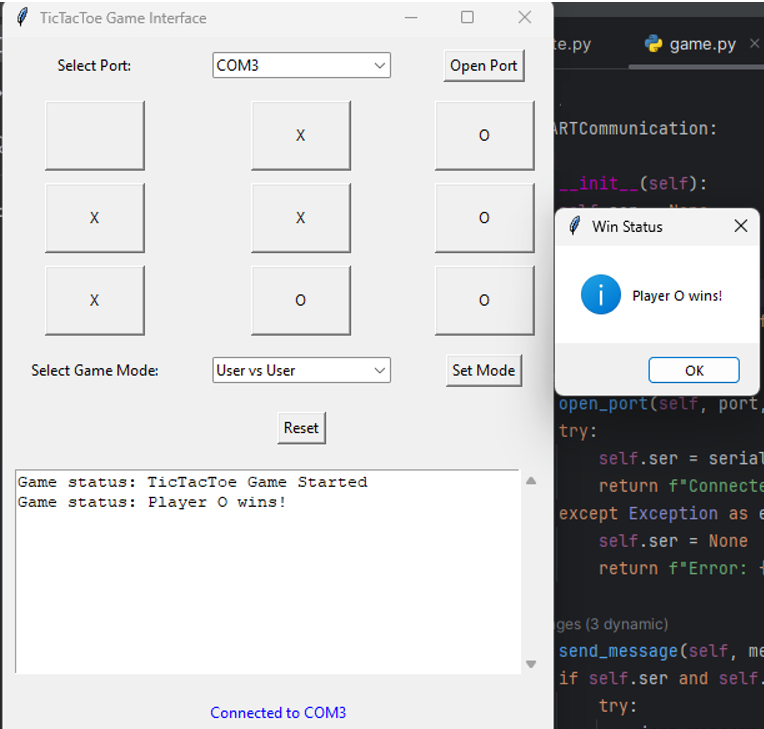 TicTacToe Game Interface
Select Port: COM3 Open Port
X O
X X O
X O O
Select Game Mode: User vs User Set Mode
Reset
Game status: TicTacToe Game Started
Game status: Player O wins!
Connected to COM3
te.py game.py
ARTCommunication:
__init__(self):
Win Status
Player O wins!
OK
open_port(self, port,
try:
self.ser = serial
return f"Connecte
except Exception as e
self.ser = None
return f"Error: {
ges (3 dynamic)
send_message(self, me
if self.ser and self.
try: